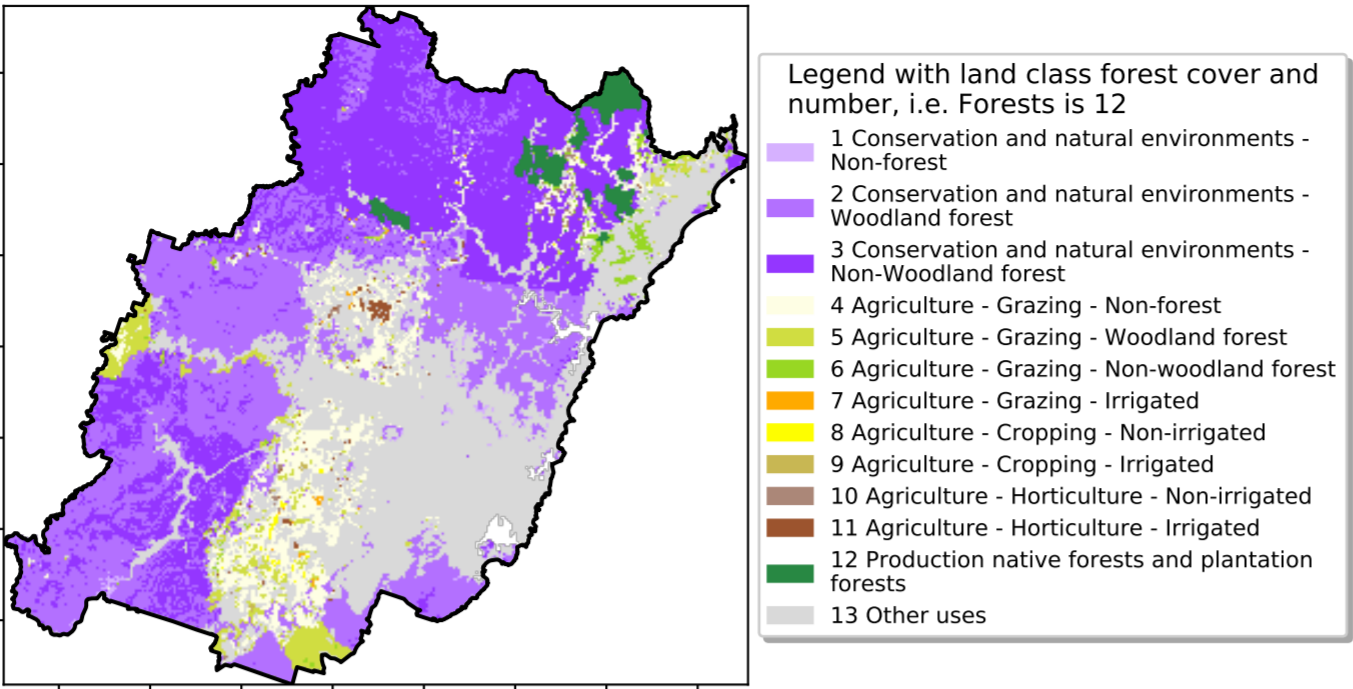 Legend with land class forest cover and
number, i.e. Forests is 12
1 Conservation and natural environments -
Non-forest
2 Conservation and natural environments -
Woodland forest
3 Conservation and natural environments -
Non-Woodland forest
4 Agriculture - Grazing - Non-forest
5 Agriculture - Grazing - Woodland forest
6 Agriculture - Grazing - Non-woodland forest
7 Agriculture - Grazing - Irrigated
8 Agriculture - Cropping - Non-irrigated
9 Agriculture - Cropping - Irrigated
10 Agriculture - Horticulture - Non-irrigated
11 Agriculture - Horticulture - Irrigated
12 Production native forests and plantation
forests
13 Other uses